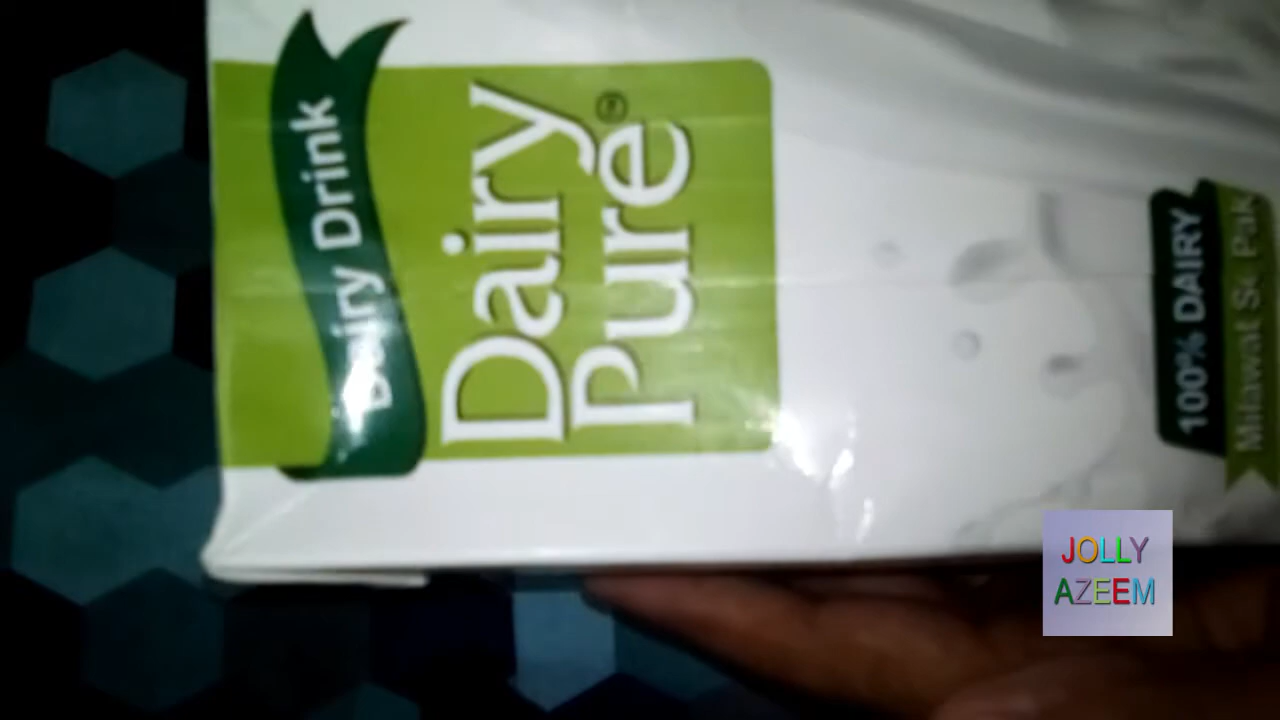 Dairy Drink
Dairy
Pure®
100% DAIRY
Milawat Se Pak
JOLLY
AZEEM